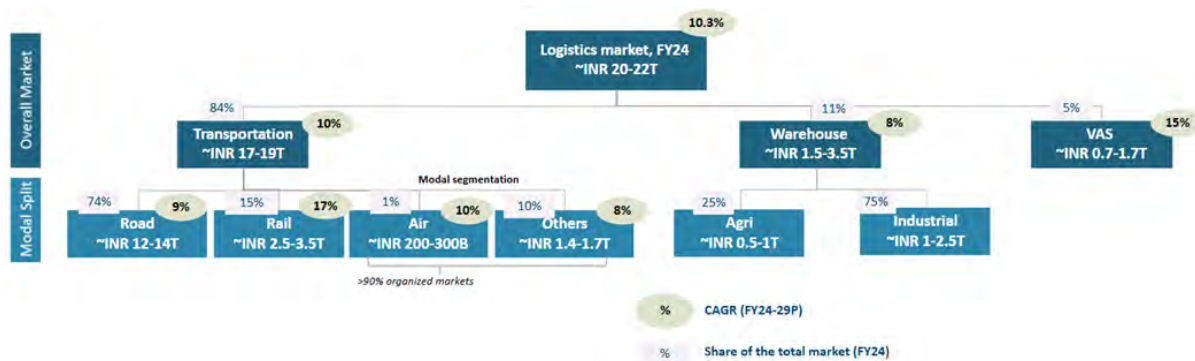 10.3%
Logistics market, FY24
~INR 20-22T
Overall Market
84%
Transportation
~INR 17-19T
10%
11%
Warehouse
~INR 1.5-3.5T
8%
5%
VAS
~INR 0.7-1.7T
15%
Modal segmentation
Modal Split
74%
Road
~INR 12-14T
9%
15%
Rail
~INR 2.5-3.5T
17%
1%
Air
~INR 200-300B
10%
10%
Others
~INR 1.4-1.7T
8%
25%
Agri
~INR 0.5-1T
75%
Industrial
~INR 1-2.5T
>90% organized markets
% CAGR (FY24-29P)
% Share of the total market (FY24)